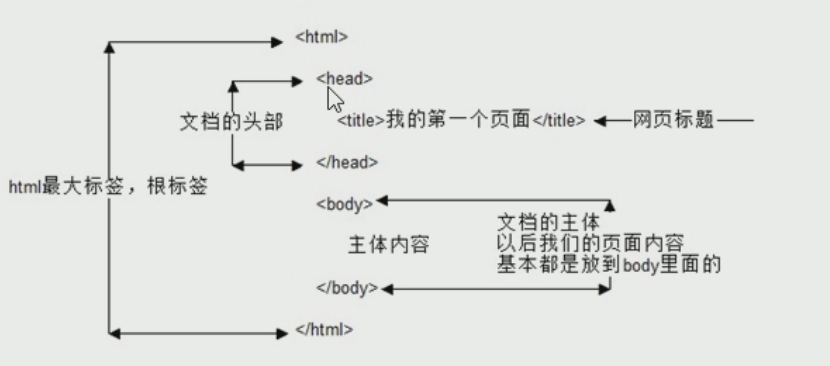 <html>
<head>
文档的头部
<title>我的第一个页面</title>
网页标题
</head>
html最大标签，根标签
<body>
文档的主体
以后我们的页面内容
基本都是放到body里面的
主体内容
</body>
</html>